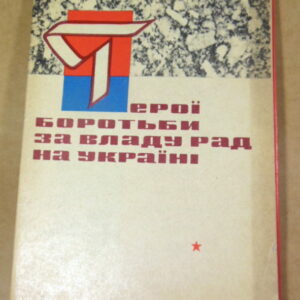 Герої
боротьби
за владу рад
на україні